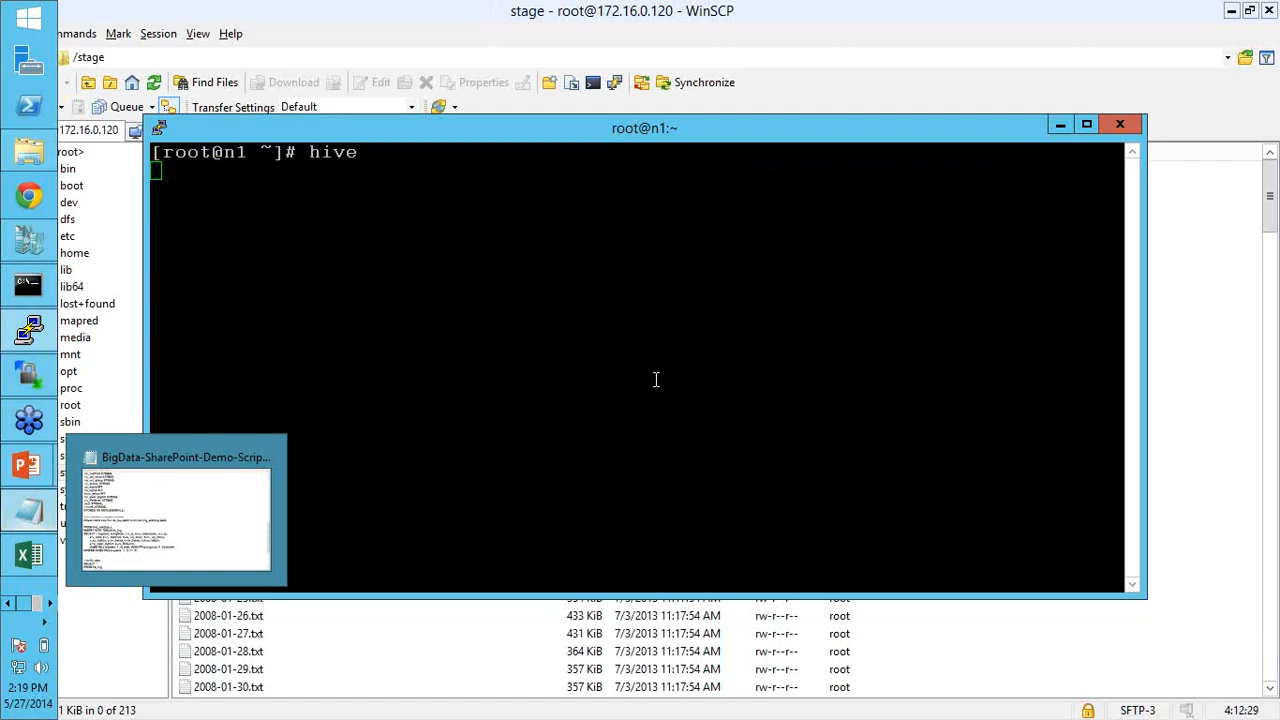 stage - root@172.16.0.120 - WinSCP
mmands Mark Session View Help
/stage
Find Files Download Edit Properties Synchronize
Queue Transfer Settings Default
172.16.0.120
root@n1:~
root>
[root@n1 ~]# hive
bin
boot
dev
dfs
etc
home
lib
lib64
lost+found
mapred
media
mnt
opt
proc
root
sbin
BigData-SharePoint-Demo-Scrip...
2008-01-26.txt 433 KiB 7/3/2013 11:17:54 AM rw-r--r-- root
2008-01-27.txt 431 KiB 7/3/2013 11:17:54 AM rw-r--r-- root
2008-01-28.txt 364 KiB 7/3/2013 11:17:54 AM rw-r--r-- root
2008-01-29.txt 357 KiB 7/3/2013 11:17:54 AM rw-r--r-- root
2008-01-30.txt 357 KiB 7/3/2013 11:17:54 AM rw-r--r-- root
2:19 PM
5/27/2014
1 KiB in 0 of 213 SFTP-3 4:12:29